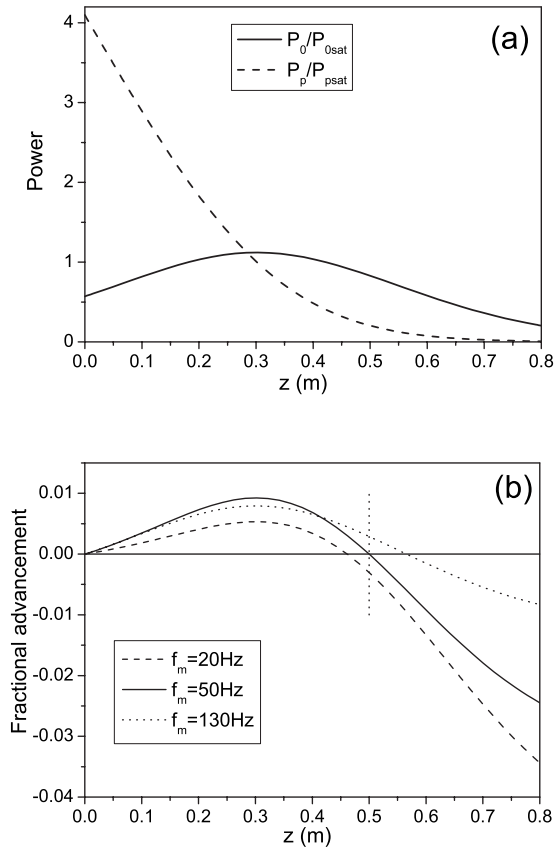 (a)
P0/P0sat
Pp/Ppsat
Power
4
3
2
1
0
0.0 0.1 0.2 0.3 0.4 0.5 0.6 0.7 0.8
z (m)
(b)
Fractional advancement
0.01
0.00
-0.01
-0.02
-0.03
-0.04
fm=20Hz
fm=50Hz
fm=130Hz
0.0 0.1 0.2 0.3 0.4 0.5 0.6 0.7 0.8
z (m)